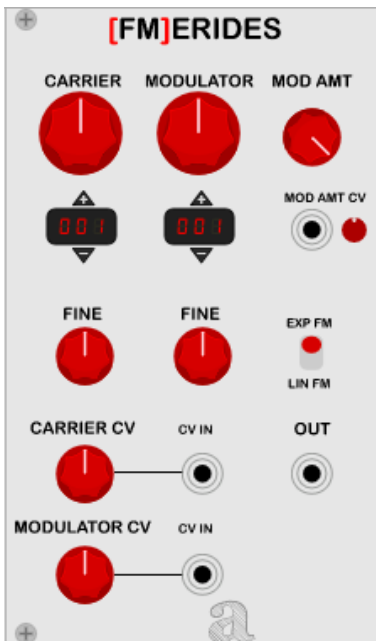 [FM]ERIDES
CARRIER MODULATOR MOD AMT
+ +
001 001
MOD AMT CV
− −
FINE FINE
EXP FM
LIN FM
CARRIER CV CV IN OUT
MODULATOR CV CV IN
a